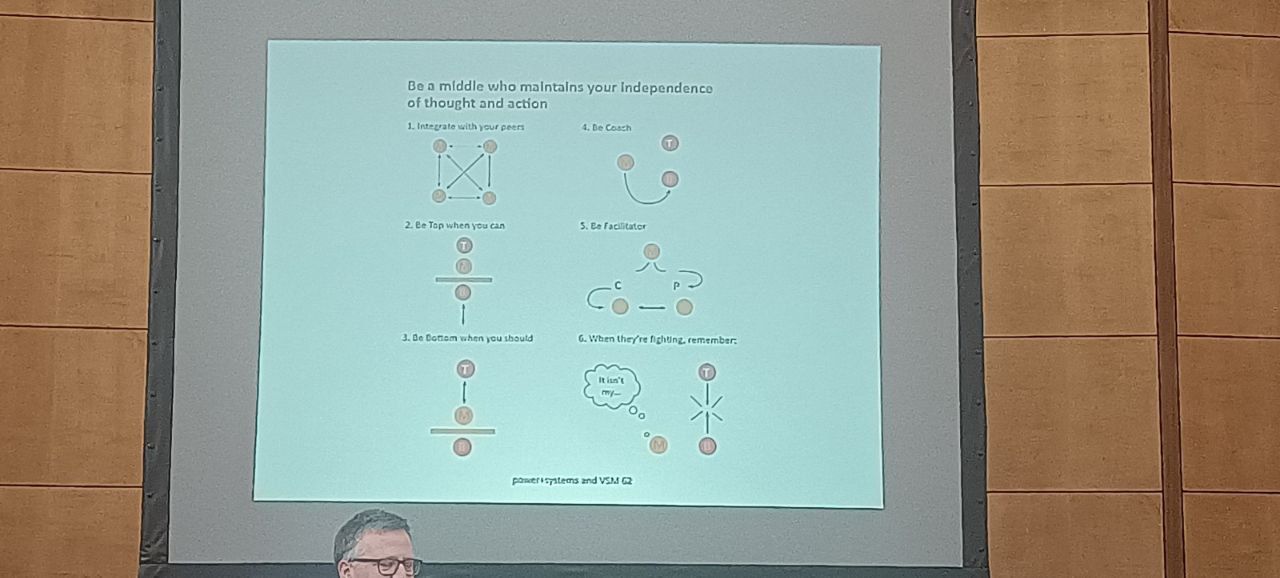 Be a middle who maintains your independence
of thought and action
1. Integrate with your peers
M M
M M
2. Be Top when you can
T
M
B
3. Be Bottom when you should
T
M
B
4. Be Coach
T
M
B
5. Be Facilitator
M
C P
6. When they're fighting, remember:
It isn't
my...
T
M B
power+systems and VSM 62